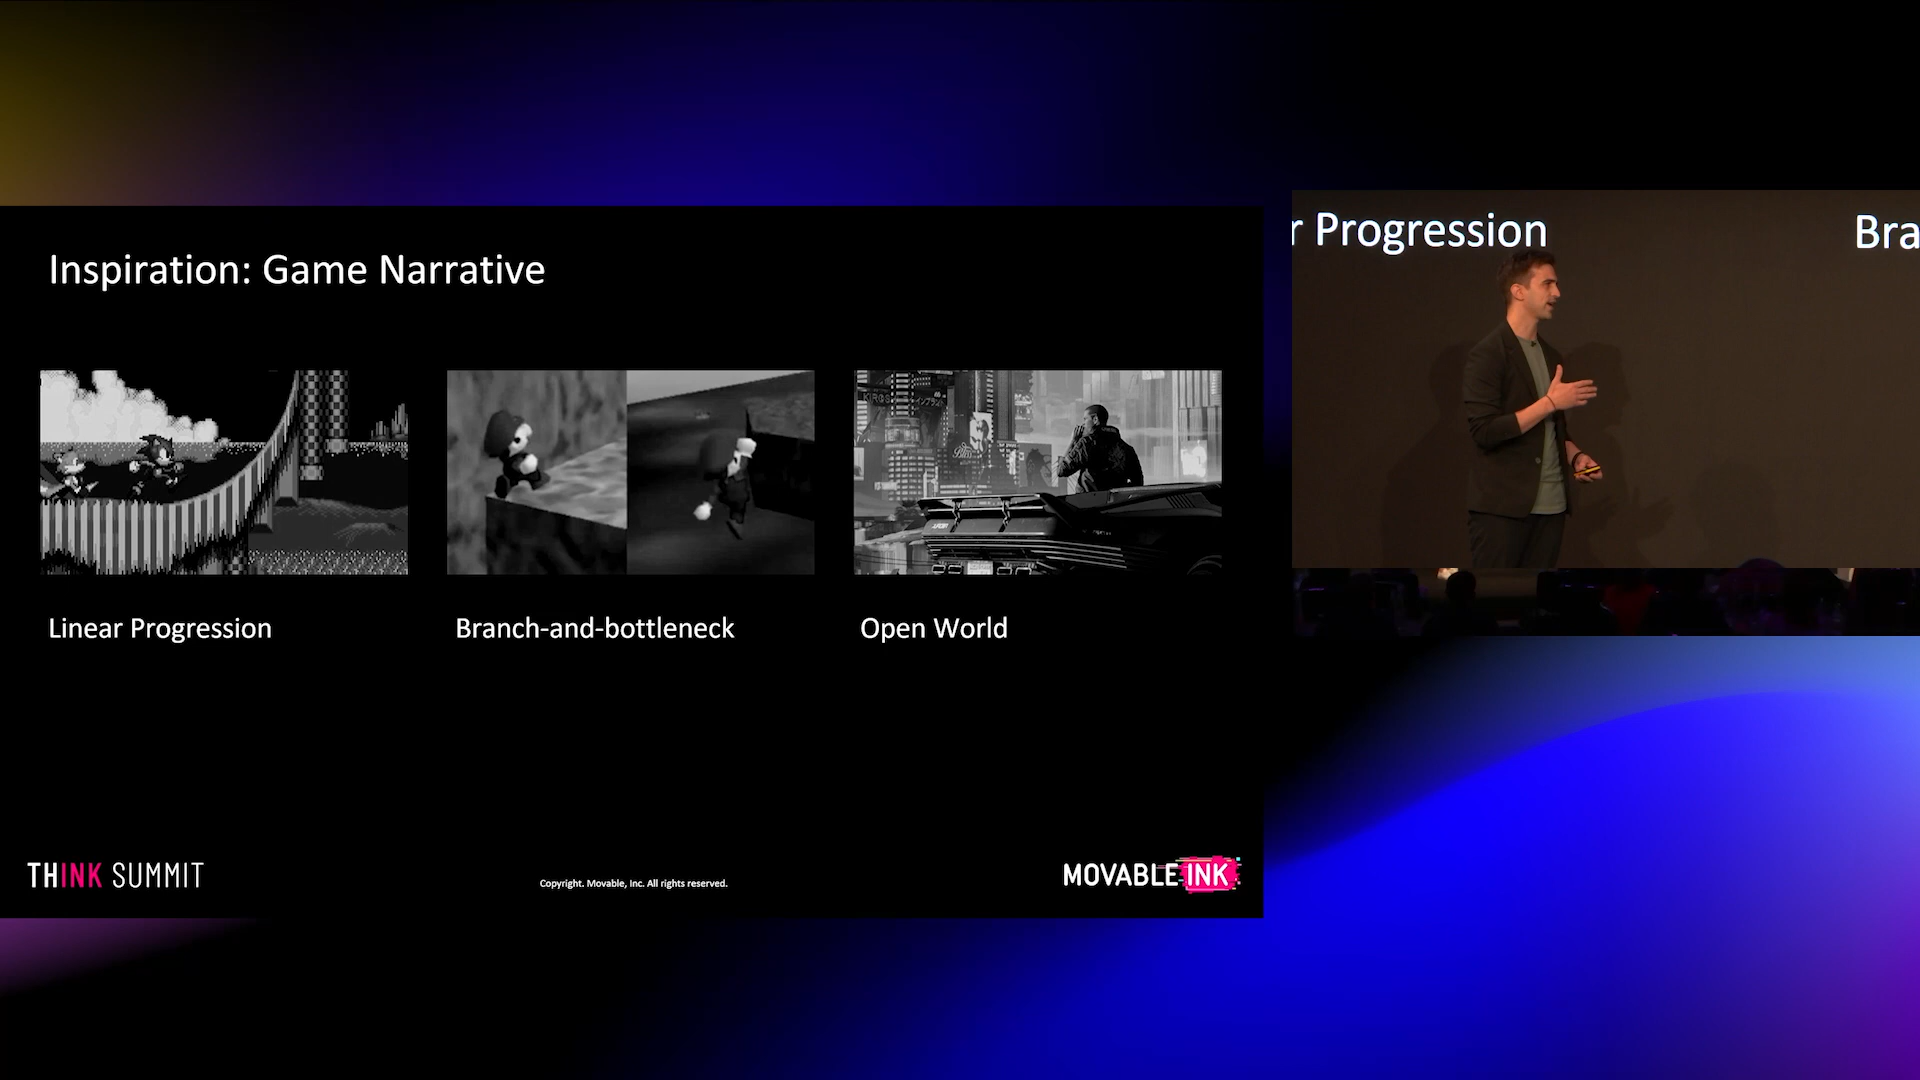 Inspiration: Game Narrative
Linear Progression
Branch-and-bottleneck
Open World
THINK SUMMIT
Copyright. Movable, Inc. All rights reserved.
MOVABLE INK
r Progression
Bra